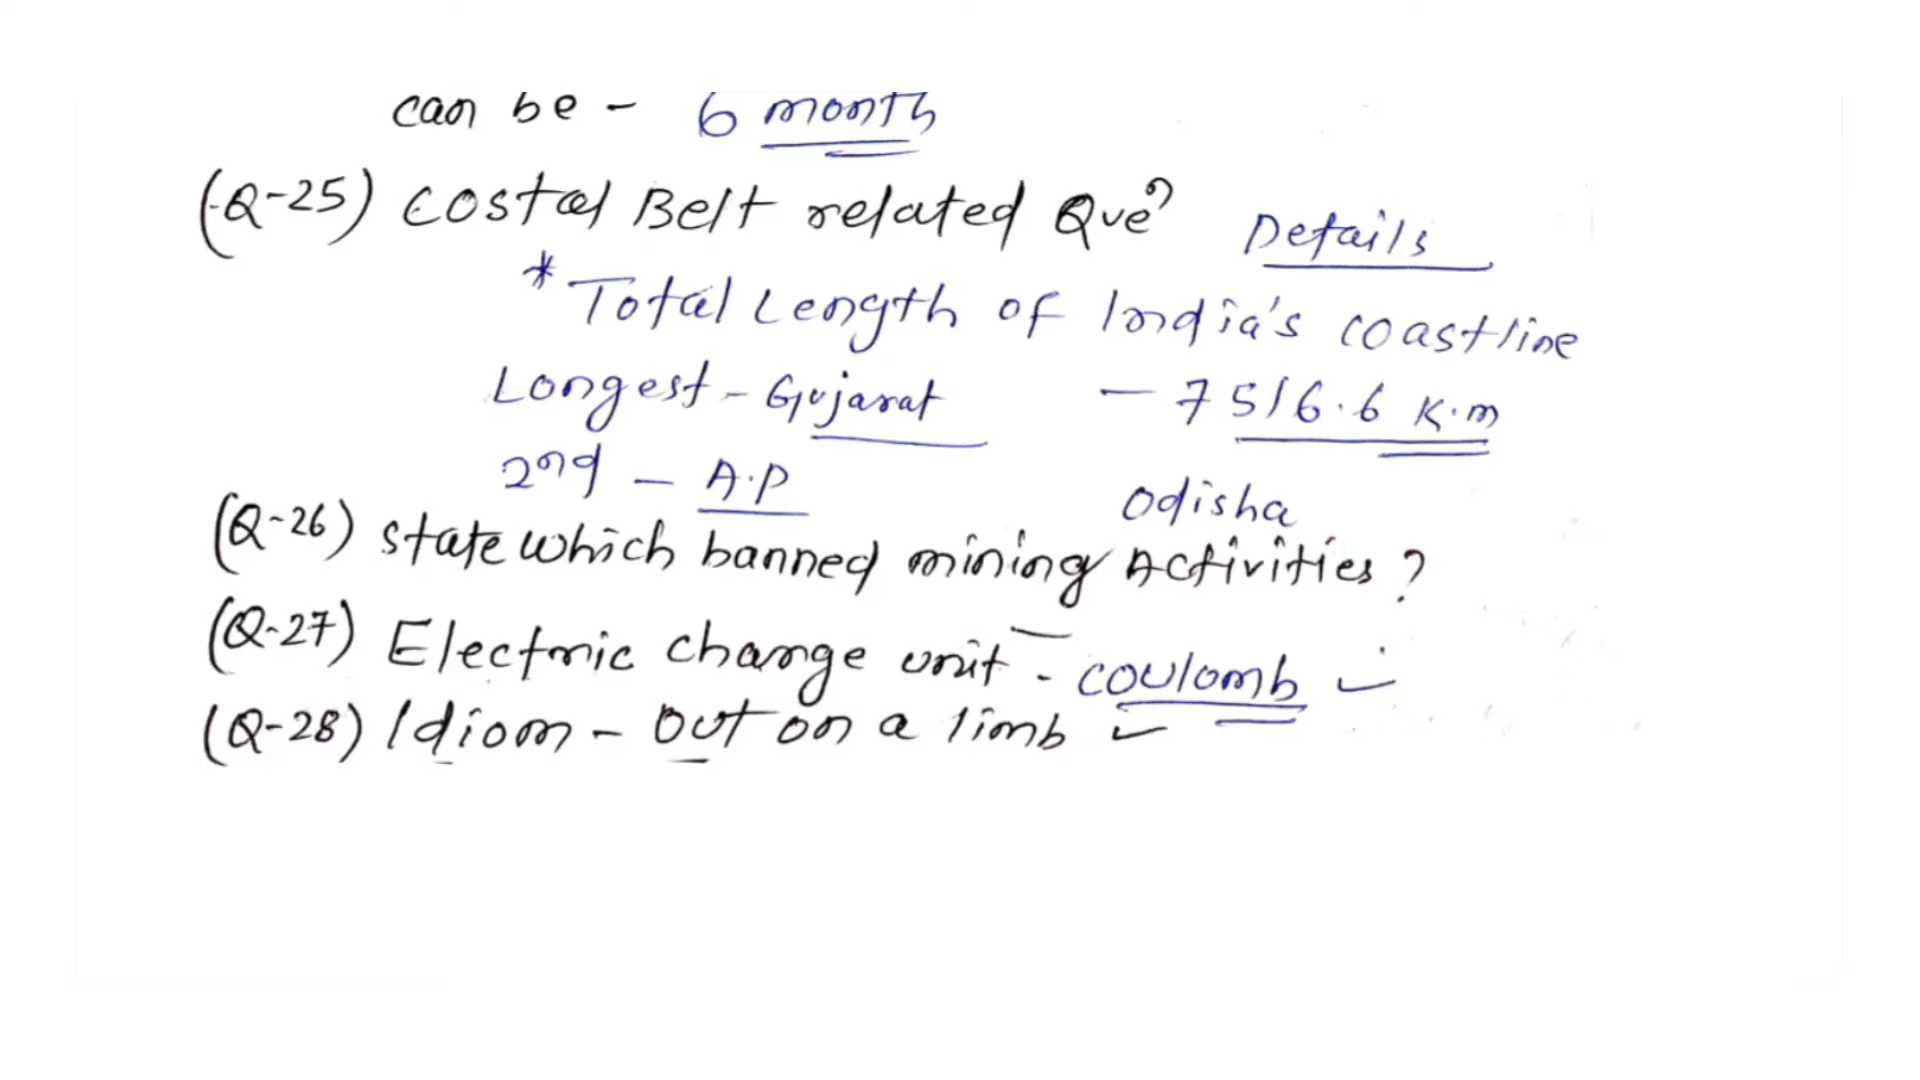 can be - 6 month
(Q-25) Costal Belt related Que? Details
* Total Length of India's coastline
Longest - Gujarat - 7516.6 K.m
2nd - A.P
Odisha
(Q-26) state which banned mining Activities ?
(Q-27) Electric charge unit - coulomb
(Q-28) Idiom - Out on a limb